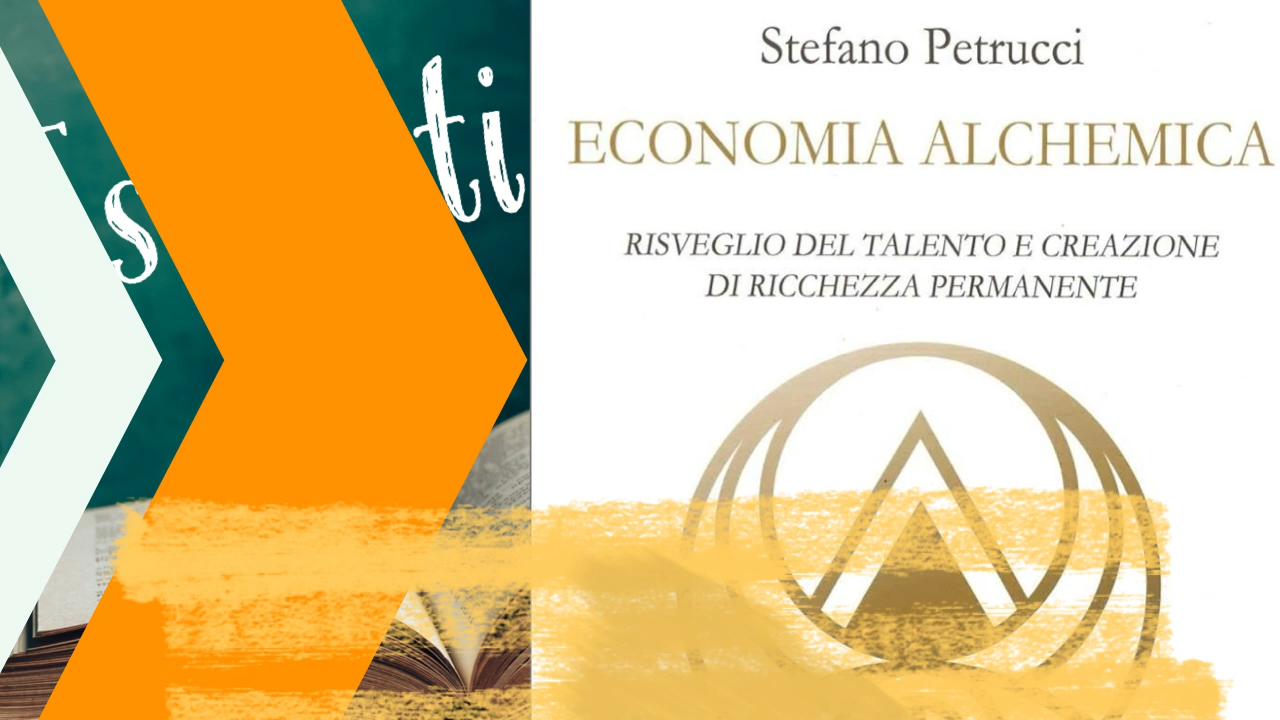 Stefano Petrucci
ECONOMIA ALCHEMICA
RISVEGLIO DEL TALENTO E CREAZIONE
DI RICCHEZZA PERMANENTE